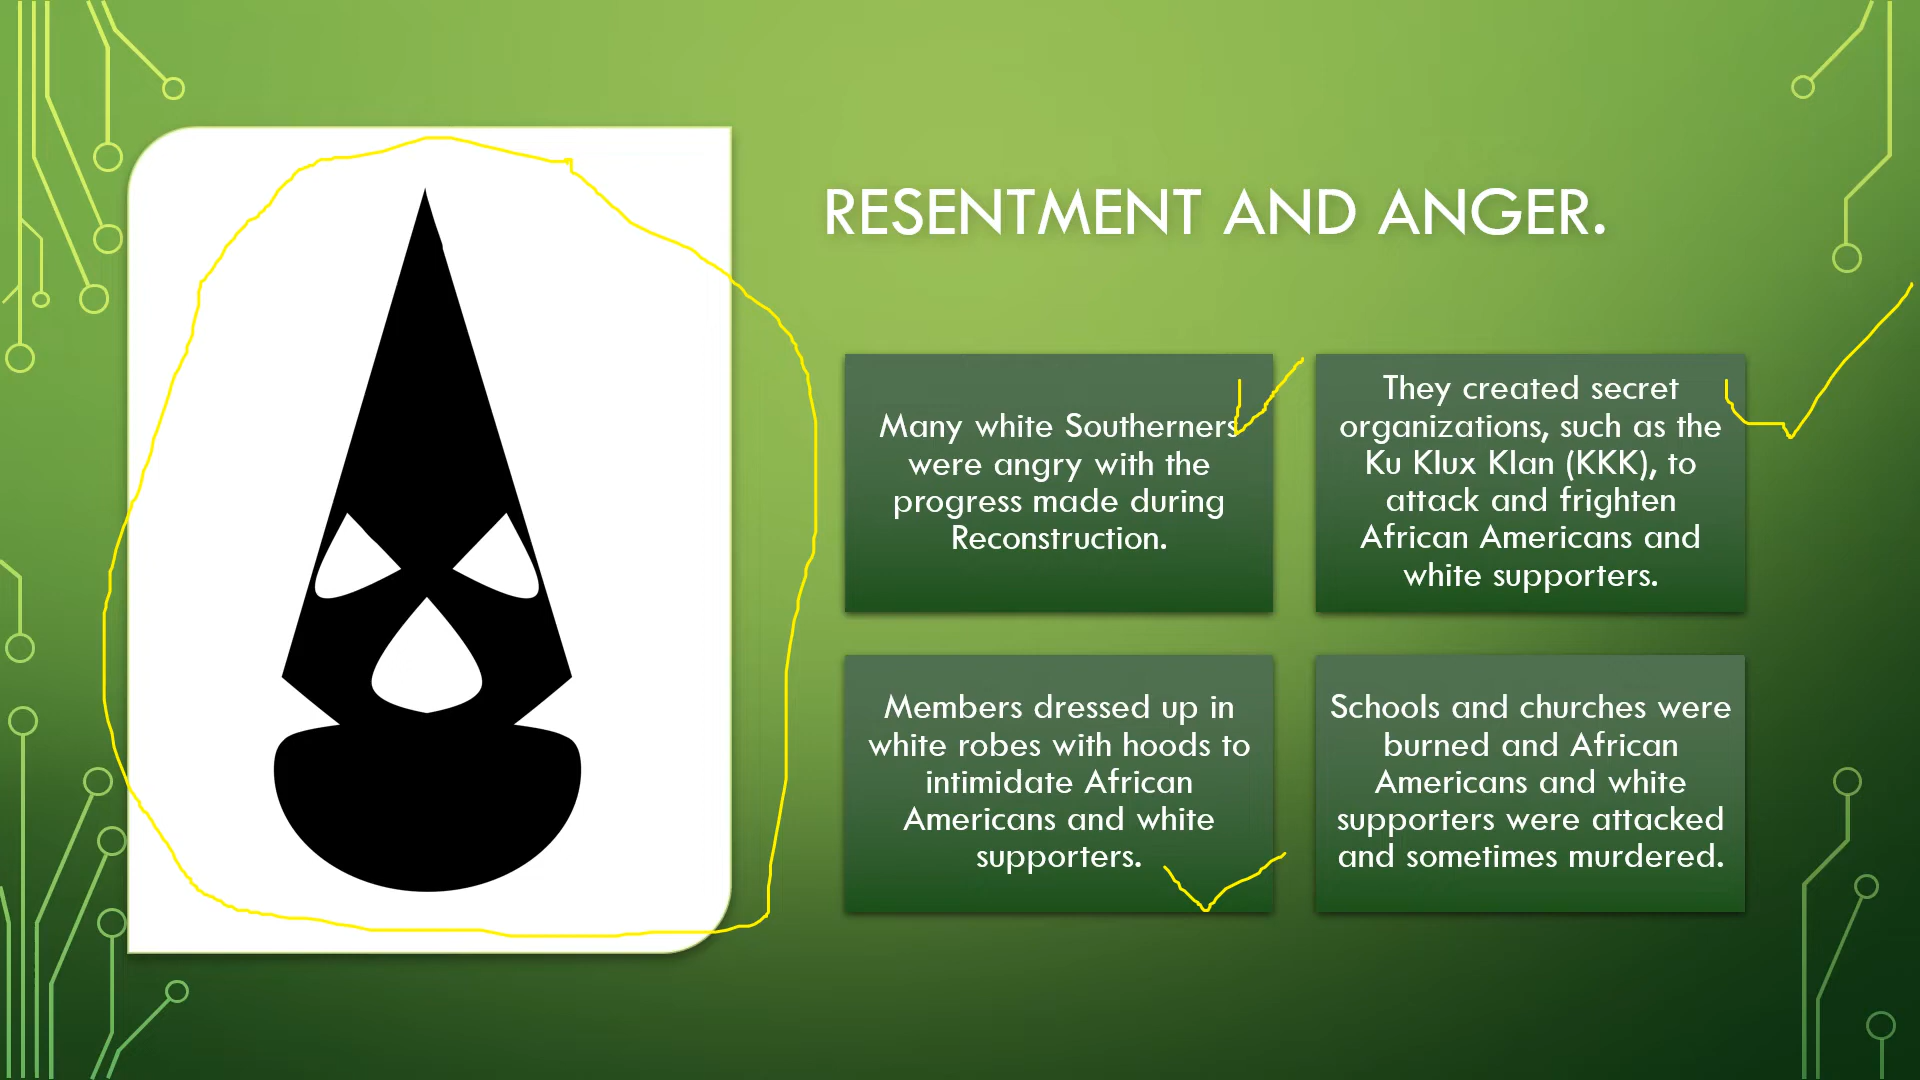 RESENTMENT AND ANGER.
Many white Southerners
were angry with the
progress made during
Reconstruction.
They created secret
organizations, such as the
Ku Klux Klan (KKK), to
attack and frighten
African Americans and
white supporters.
Members dressed up in
white robes with hoods to
intimidate African
Americans and white
supporters.
Schools and churches were
burned and African
Americans and white
supporters were attacked
and sometimes murdered.